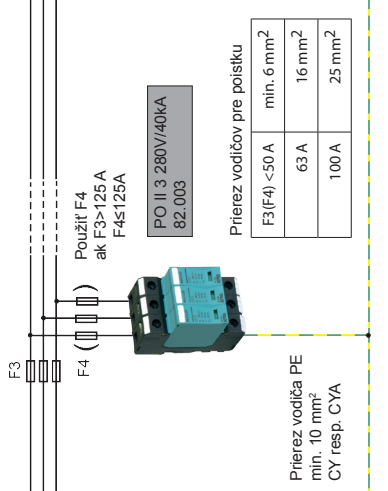 F3
F4
Použiť F4
ak F3>125 A
F4≤125A
PO II 3 280V/40kA
82.003
Prierez vodičov pre poistku
F3(F4) <50 A min. 6 mm²
63 A 16 mm²
100 A 25 mm²
Prierez vodiča PE
min. 10 mm²
CY resp. CYA